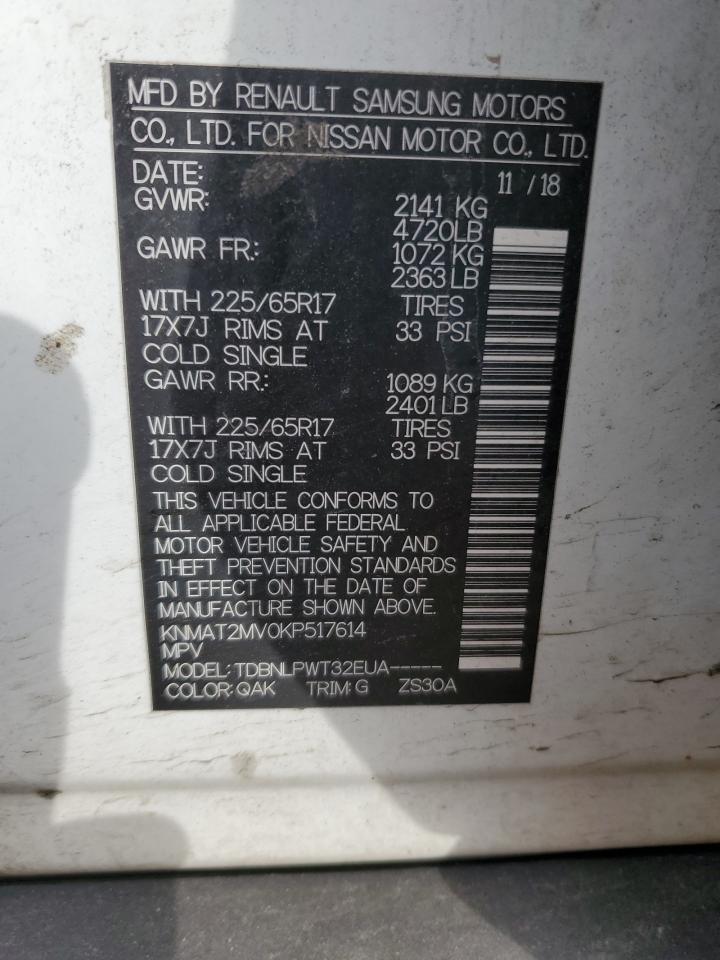 MFD BY RENAULT SAMSUNG MOTORS
CO., LTD. FOR NISSAN MOTOR CO., LTD.
DATE: 11 / 18
GVWR: 2141 KG
4720LB
GAWR FR.: 1072 KG
2363 LB
WITH 225/65R17 TIRES
17X7J RIMS AT 33 PSI
COLD SINGLE
GAWR RR.: 1089 KG
2401 LB
WITH 225/65R17 TIRES
17X7J RIMS AT 33 PSI
COLD SINGLE
THIS VEHICLE CONFORMS TO
ALL APPLICABLE FEDERAL
MOTOR VEHICLE SAFETY AND
THEFT PREVENTION STANDARDS
IN EFFECT ON THE DATE OF
MANUFACTURE SHOWN ABOVE.
KNMAT2MV0KP517614
MPV
MODEL: TDBNLPWT32EUA-----
COLOR: QAK TRIM: G ZS30A